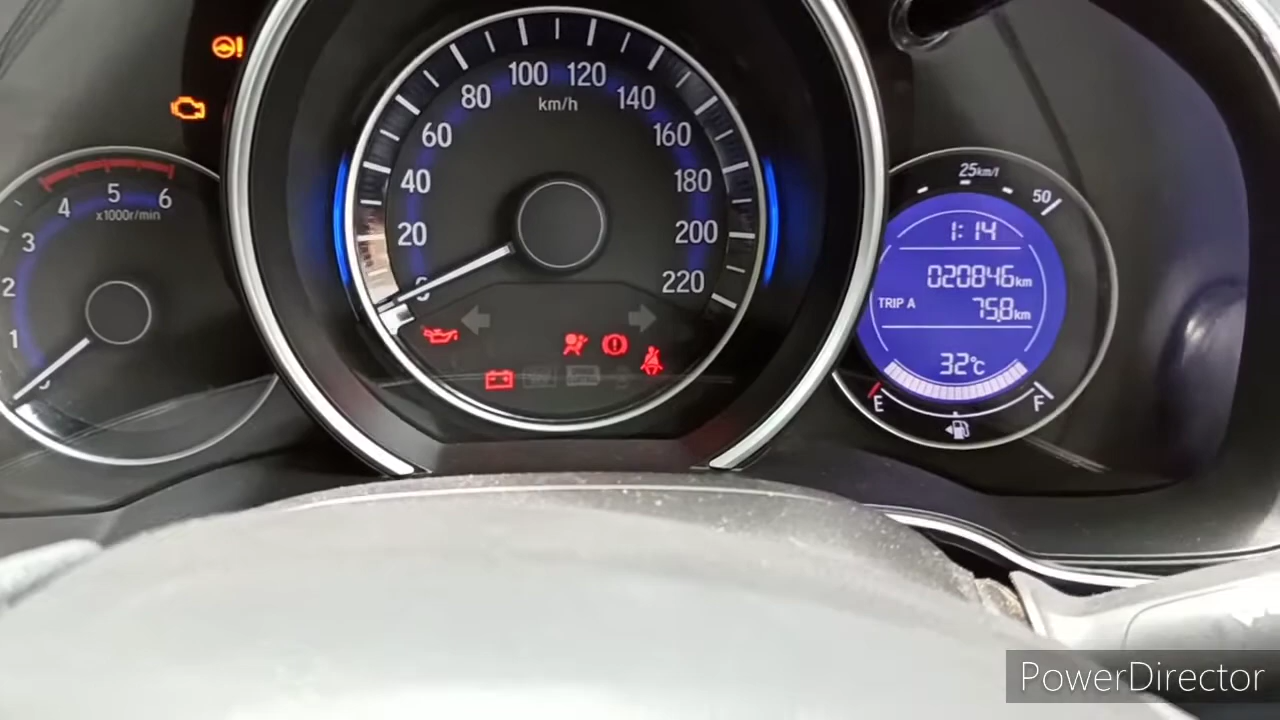 4 5 6
x1000r/min
3
2
1
100 120
80 140
km/h
60 160
40 180
20 200
220
25km/l
50
1:14
020846km
TRIP A 75.8km
32°C
E F
PowerDirector